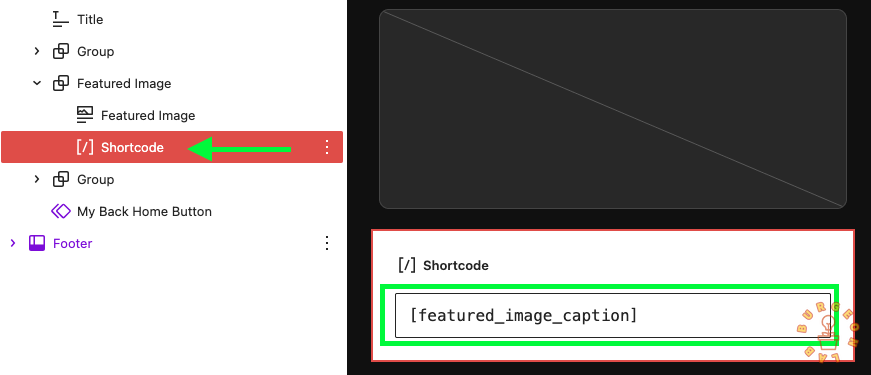 Title
Group
Featured Image
Featured Image
[/] Shortcode
Group
My Back Home Button
Footer
[/] Shortcode
[featured_image_caption]
BURGEON LAB